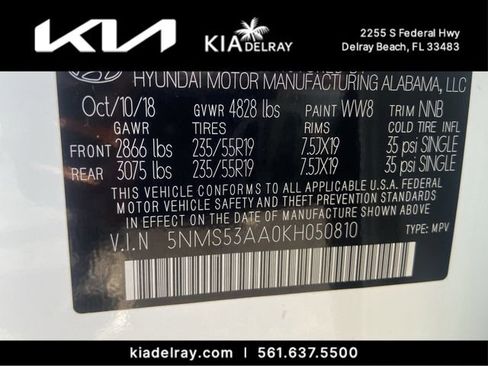 KIA
KIADELRAY
2255 S Federal Hwy
Delray Beach, FL 33483
HYUNDAI MOTOR MANUFACTURING ALABAMA, LLC
Oct/10/18 GVWR 4828 lbs PAINT WW8 TRIM NNB
GAWR TIRES RIMS COLD TIRE INFL
FRONT 2866 lbs 235/55R19 7.5JX19 35 psi SINGLE
REAR 3075 lbs 235/55R19 7.5JX19 35 psi SINGLE
THIS VEHICLE CONFORMS TO ALL APPLICABLE U.S.A. FEDERAL
MOTOR VEHICLE SAFETY AND THEFT PREVENTION STANDARDS
IN EFFECT ON THE DATE OF MANUFACTURE SHOWN ABOVE.
V.I.N 5NMS53AA0KH050810 TYPE: MPV
kiadelray.com | 561.637.5500